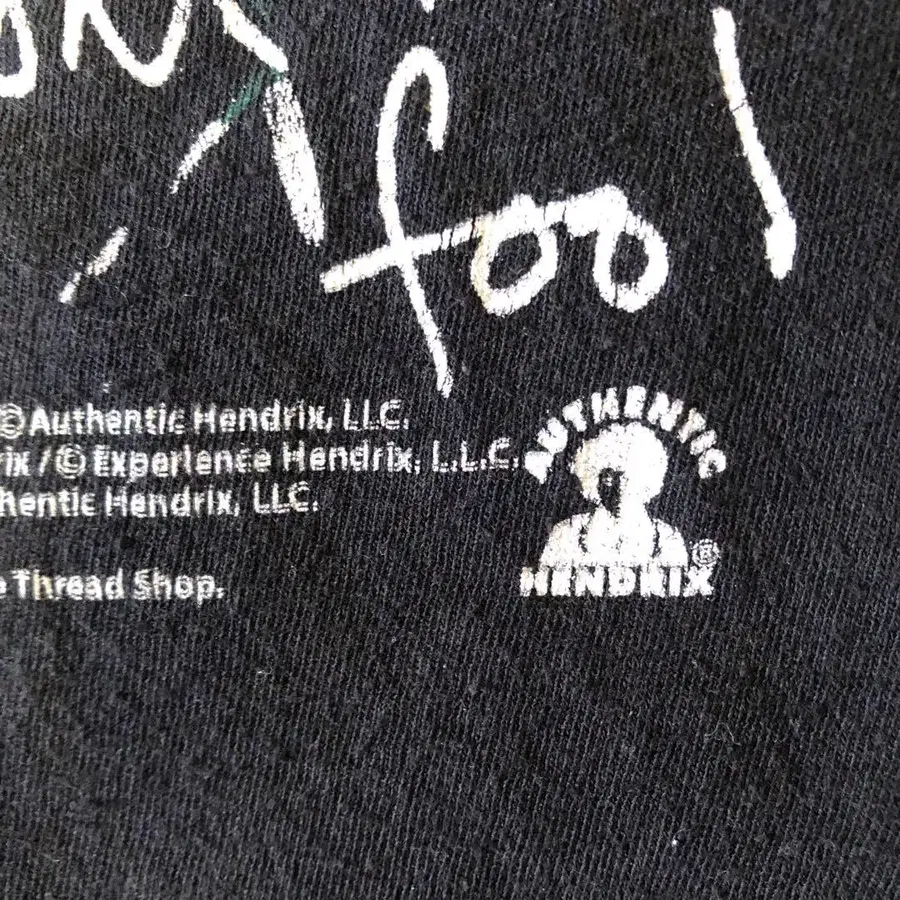 foo
© Authentic Hendrix, LLC.
rix / © Experience Hendrix, L.L.C.
hentic Hendrix, LLC.
e Thread Shop.
AUTHENTIC
HENDRIX®